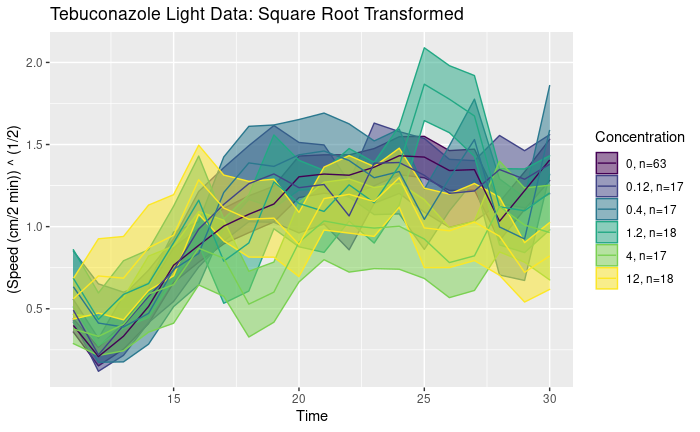 Tebuconazole Light Data: Square Root Transformed
(Speed (cm/2 min)) ^ (1/2)
2.0
1.5
1.0
0.5
15
20
25
30
Time
Concentration
0, n=63
0.12, n=17
0.4, n=17
1.2, n=18
4, n=17
12, n=18